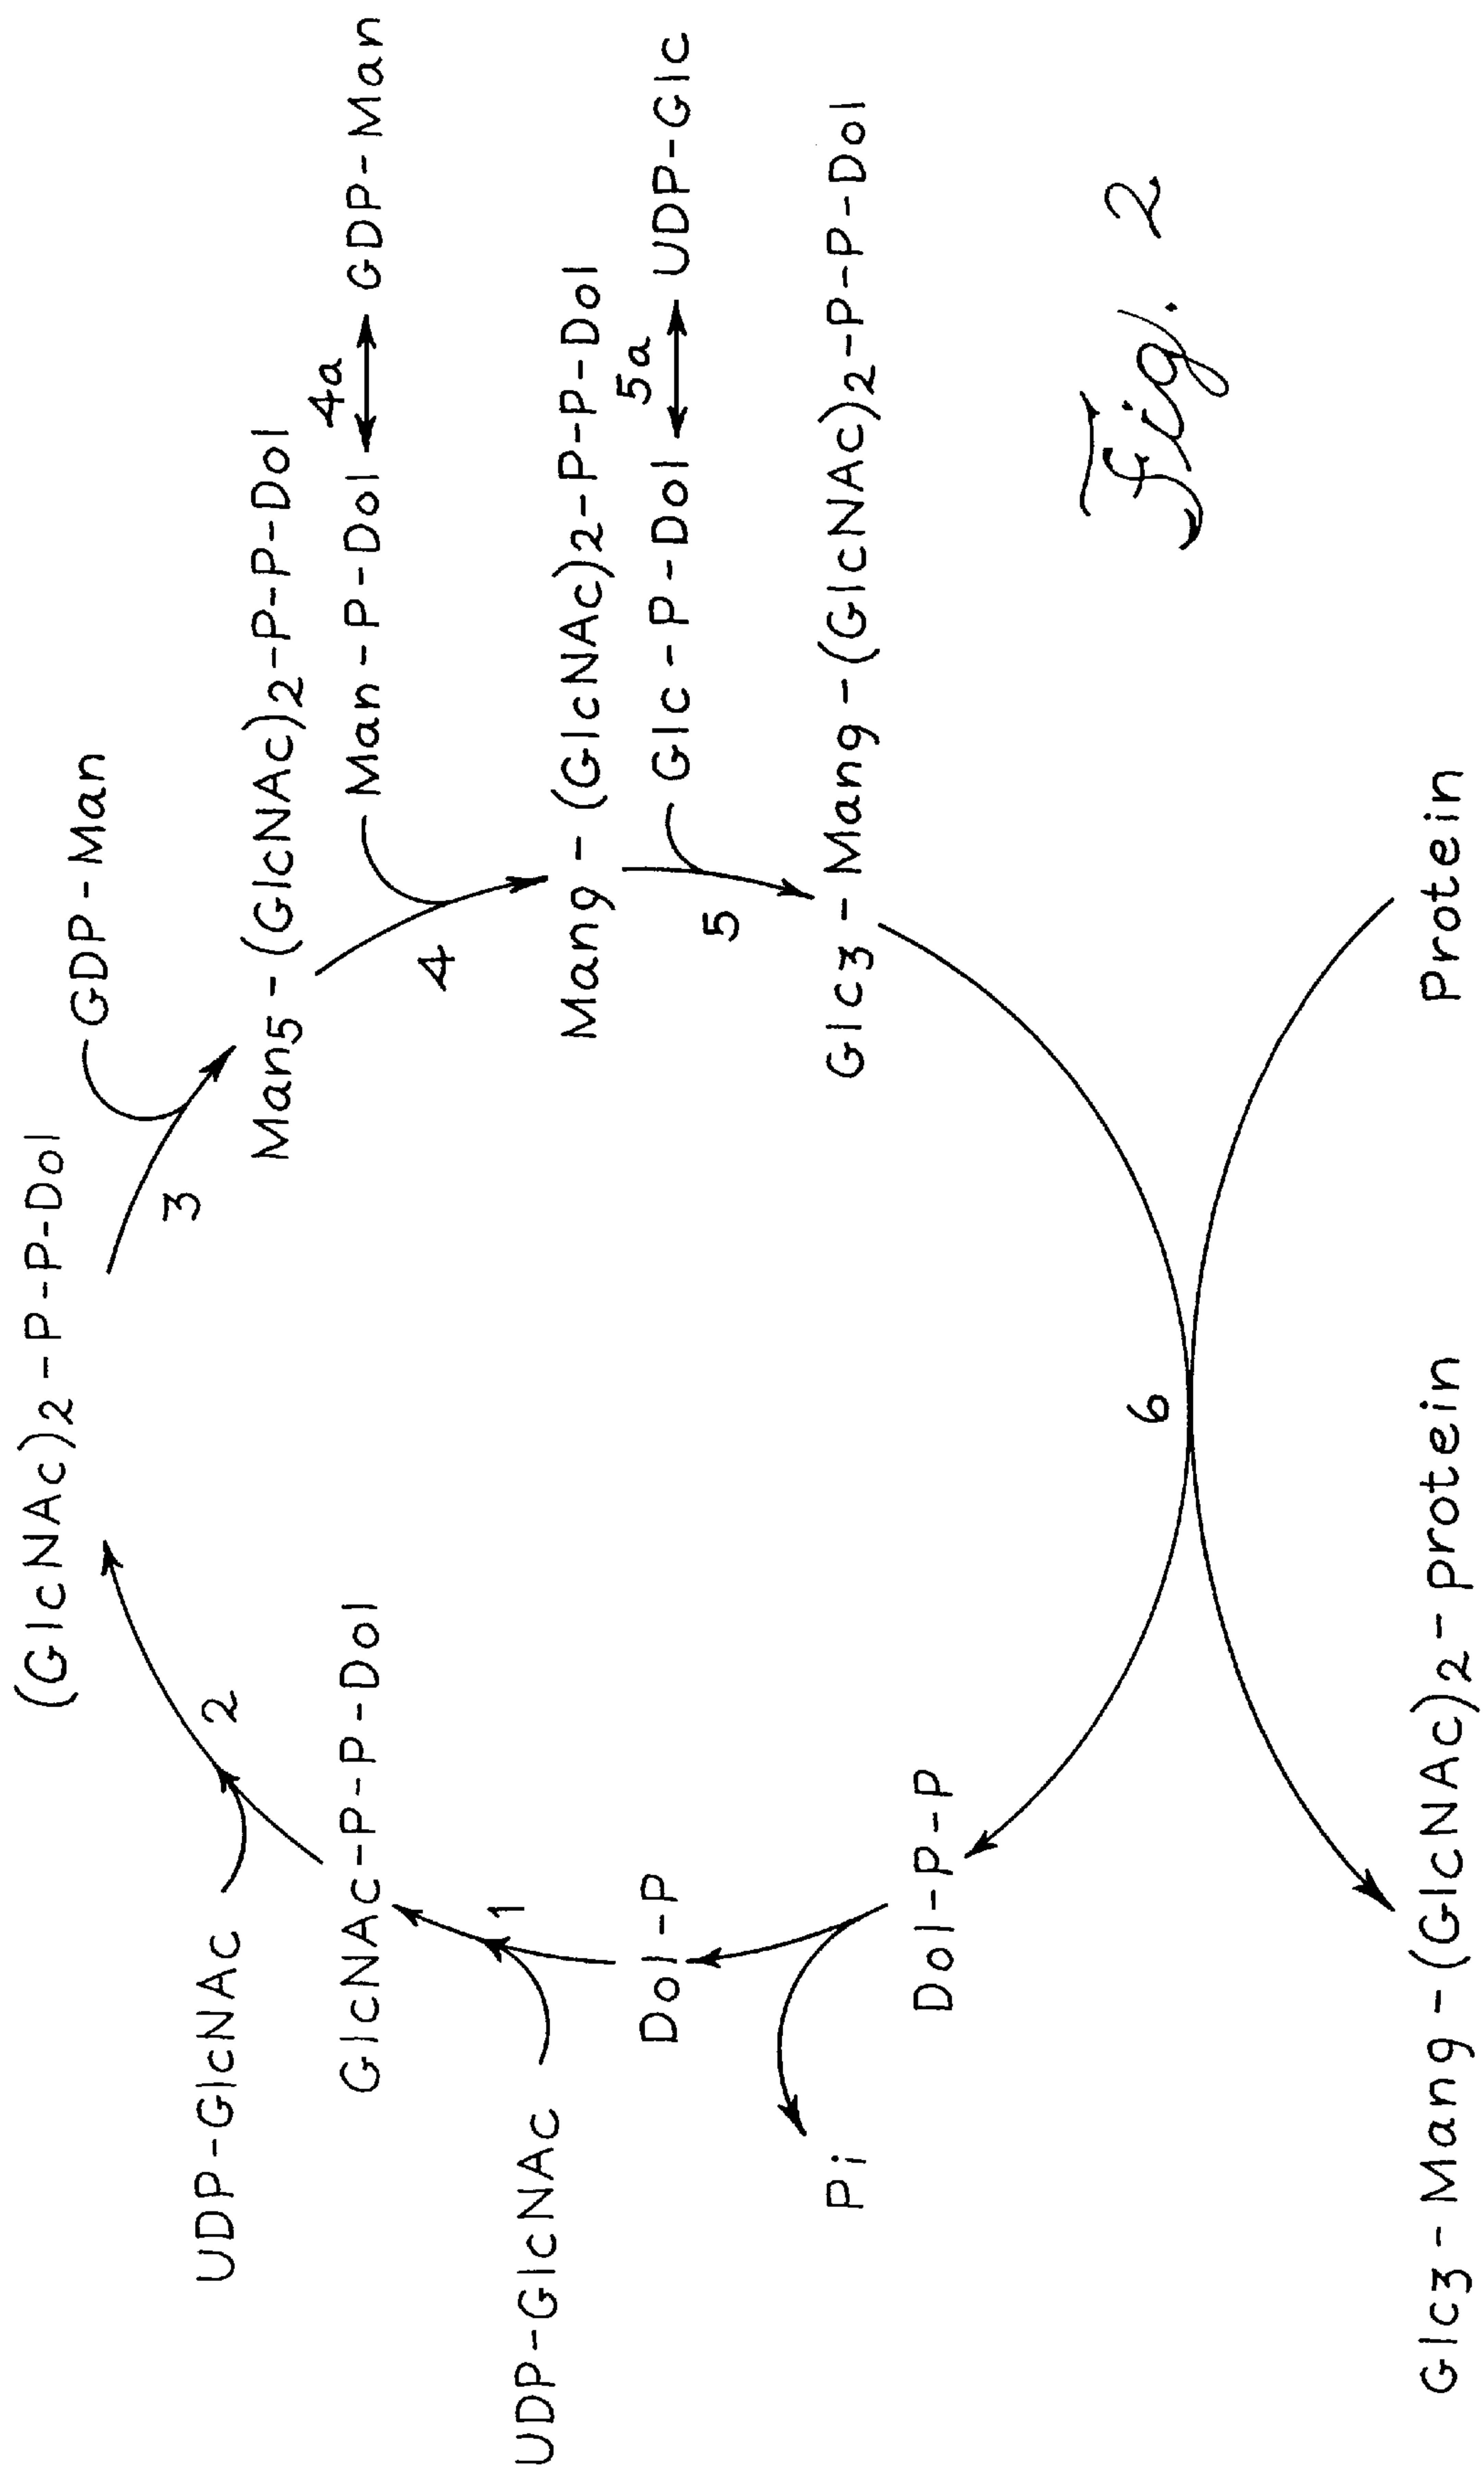 (GlcNAc)2-P-P-Dol
GDP-Man
3
UDP-GlcNAc
2
Man5-(GlcNAc)2-P-P-Dol
4a
Man-P-Dol
GDP-Man
GlcNAc-P-P-Dol
4
UDP-GlcNAc
1
Man9-(GlcNAc)2-P-P-Dol
5a
Dol-P
Glc-P-Dol
UDP-Glc
5
Pi
Glc3-Man9-(GlcNAc)2-P-P-Dol
Dol-P-P
6
Fig. 2
Glc3-Man9-(GlcNAc)2-protein
Protein